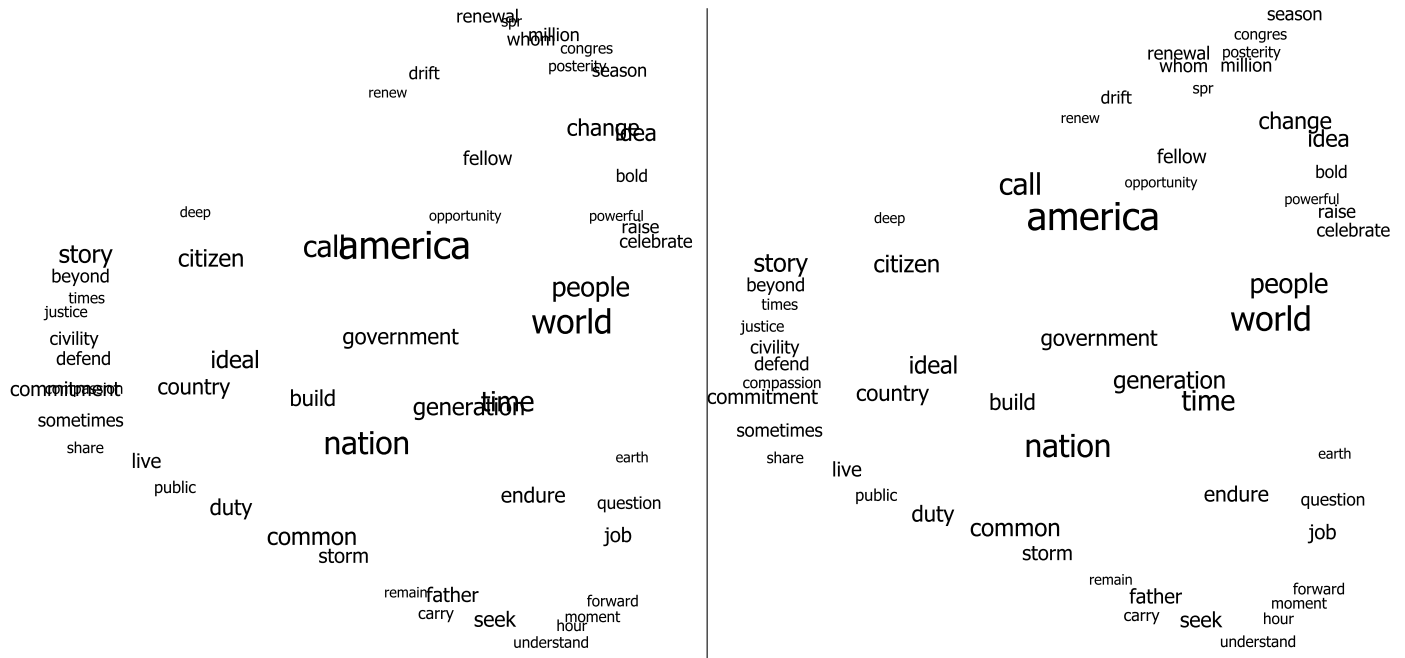 renewal
spr
million
whom
congres
posterity
season
drift
renew
change
idea
fellow
bold
deep
opportunity
powerful
raise
celebrate
story
citizen
call
america
beyond
people
times
justice
world
civility
government
defend
ideal
commitment
compassion
country
build
time
generation
sometimes
nation
share
live
earth
public
endure
question
duty
common
job
storm
remain
father
forward
carry
seek
moment
hour
understand
season
congres
renewal
posterity
whom
million
spr
drift
renew
change
idea
fellow
bold
call
opportunity
powerful
deep
america
raise
celebrate
story
citizen
beyond
people
times
justice
world
civility
government
defend
ideal
compassion
generation
commitment
country
build
time
sometimes
nation
share
live
earth
public
endure
question
duty
common
job
storm
remain
father
forward
carry
seek
moment
hour
understand